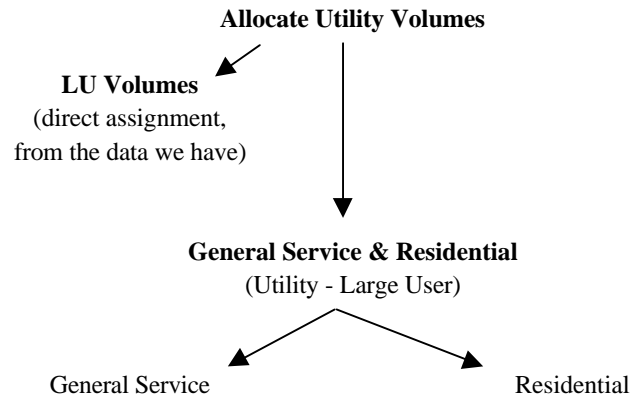 Allocate Utility Volumes
LU Volumes
(direct assignment,
from the data we have)
General Service & Residential
(Utility - Large User)
General Service
Residential